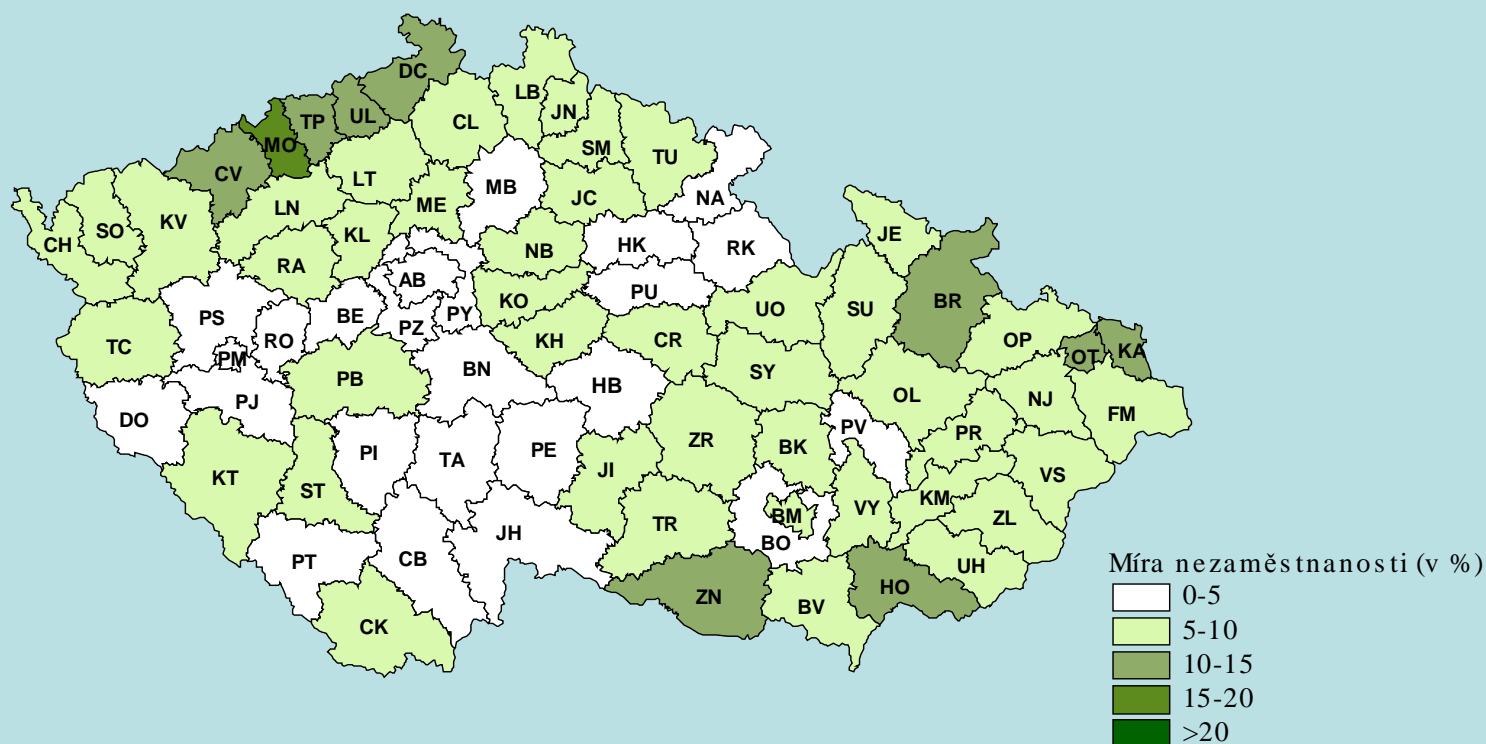 DC
LB
UL
JN
TP
CL
MO
SM
TU
CV
LT
MB
NA
ME
JC
LN
KV
SO
CH
KL
NB
HK
RK
JE
RA
AB
PU
KO
BR
PS
BE
PY
UO
SU
RO
PZ
KH
CR
OP
TC
PM
KA
OT
BN
SY
PB
HB
OL
NJ
PJ
FM
DO
PV
PR
ZR
BK
PI
TA
PE
JI
VS
KT
ST
KM
VY
ZL
BM
TR
JH
BO
CB
PT
UH
HO
ZN
BV
CK
Míra nezaměstnanosti (v %)
0-5
5-10
10-15
15-20
>20